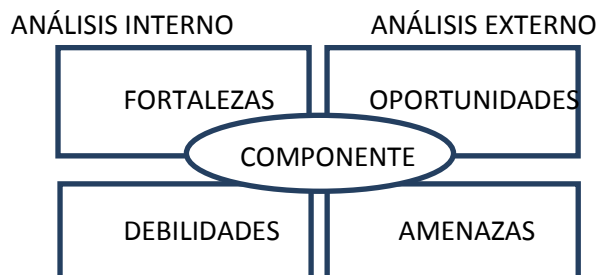 ANÁLISIS INTERNO
ANÁLISIS EXTERNO
FORTALEZAS
OPORTUNIDADES
COMPONENTE
DEBILIDADES
AMENAZAS